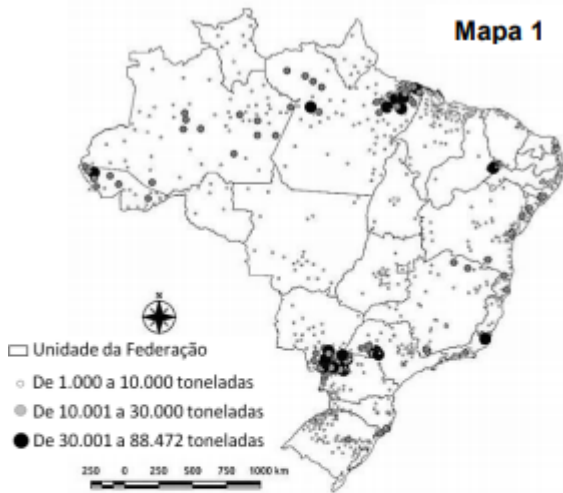 Mapa 1
N
Unidade da Federação
De 1.000 a 10.000 toneladas
De 10.001 a 30.000 toneladas
De 30.001 a 88.472 toneladas
250 0 250 500 750 1000 km